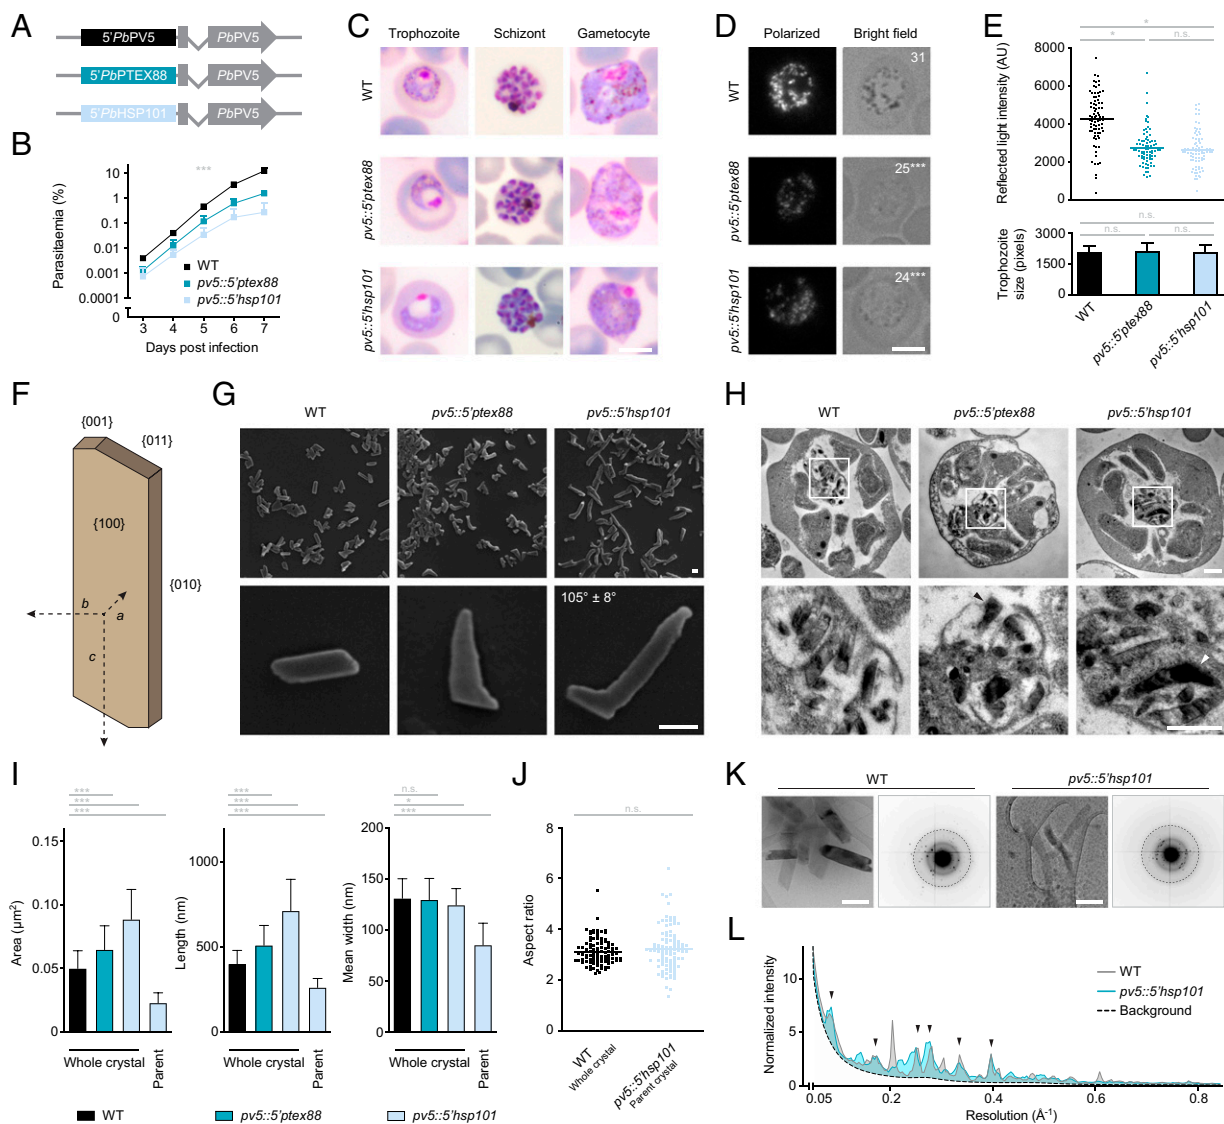 A
5'PbPV5
PbPV5
5'PbPTEX88
PbPV5
5'PbHSP101
PbPV5
B
***
Parasitaemia (%)
10
1
0.1
0.01
0.001
0.0001
0
WT
pv5::5'ptex88
pv5::5'hsp101
3 4 5 6 7
Days post infection
C
Trophozoite Schizont Gametocyte
WT
pv5::5'ptex88
pv5::5'hsp101
D
Polarized Bright field
WT
31
pv5::5'ptex88
25***
pv5::5'hsp101
24***
E
*
* n.s.
Reflected light intensity (AU)
8000
6000
4000
2000
0
n.s.
n.s. n.s.
Trophozoite size (pixels)
3000
1500
0
WT
pv5::5'ptex88
pv5::5'hsp101
F
{001}
{011}
{100}
{010}
b
a
c
G
WT pv5::5'ptex88 pv5::5'hsp101
105° ± 8°
H
WT pv5::5'ptex88 pv5::5'hsp101
I
***
***
***
Area (µm²)
0.15
0.10
0.05
0
Whole crystal
Parent
***
***
***
Length (nm)
1000
500
0
Whole crystal
Parent
n.s.
*
***
Mean width (nm)
200
150
100
50
0
Whole crystal
Parent
WT
pv5::5'ptex88
pv5::5'hsp101
J
n.s.
Aspect ratio
8
6
4
2
0
WT
Whole crystal
pv5::5'hsp101
Parent crystal
K
WT pv5::5'hsp101
L
Normalized intensity
10
5
0
WT
pv5::5'hsp101
Background
0.05 0.2 0.4 0.6 0.8
Resolution (Å⁻¹)